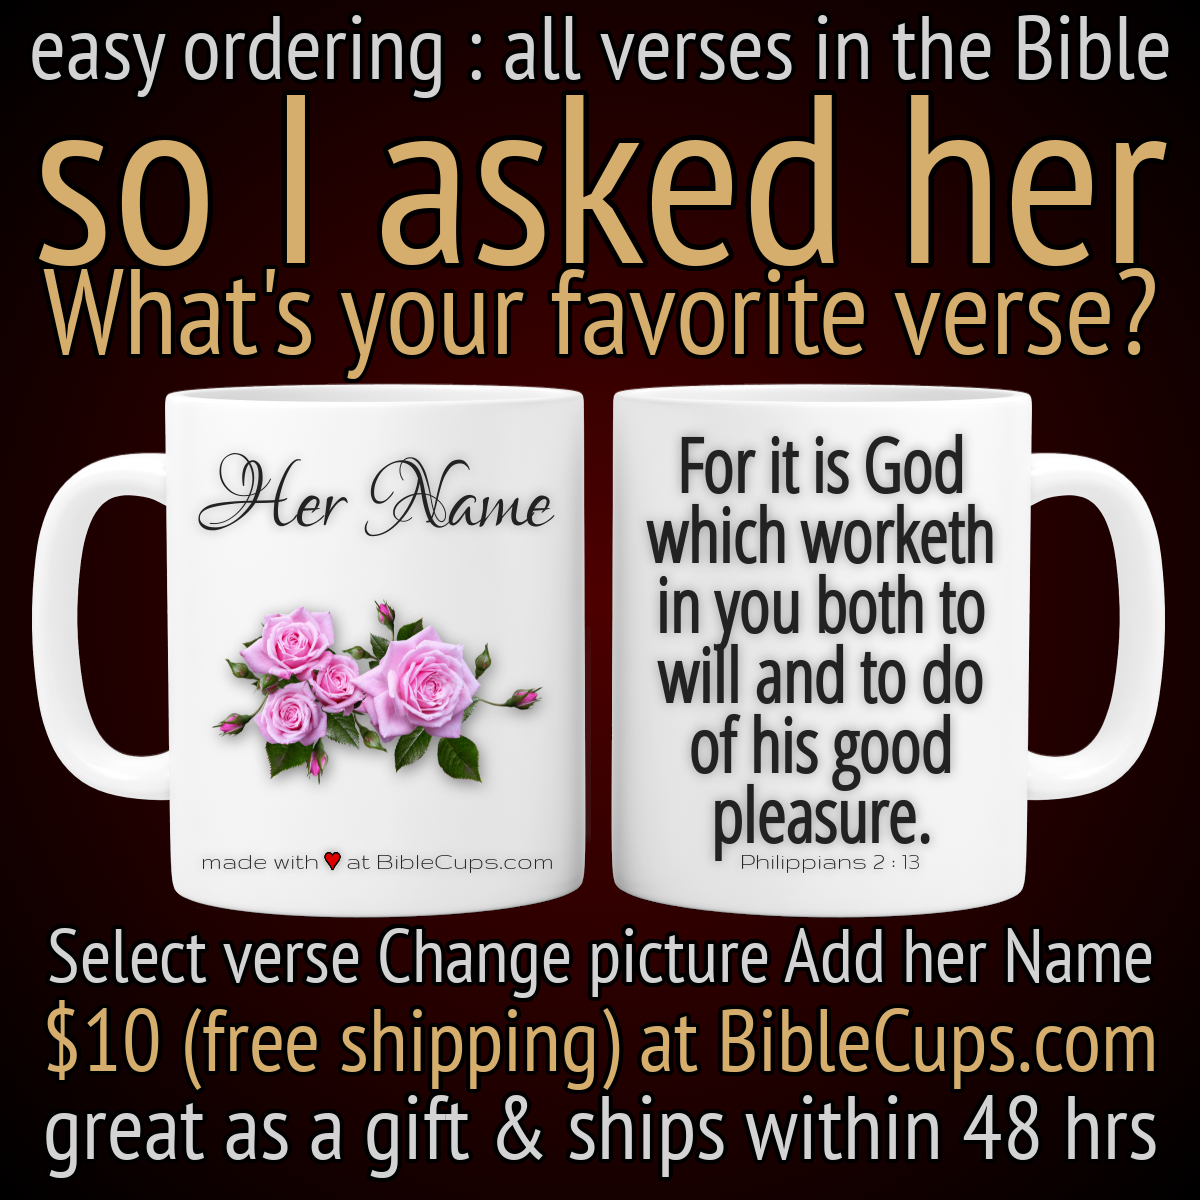 easy ordering : all verses in the Bible
so I asked her
What's your favorite verse?
Her Name
made with at BibleCups.com
For it is God
which worketh
in you both to
will and to do
of his good
pleasure.
Philippians 2 : 13
Select verse Change picture Add her Name
$10 (free shipping) at BibleCups.com
great as a gift & ships within 48 hrs